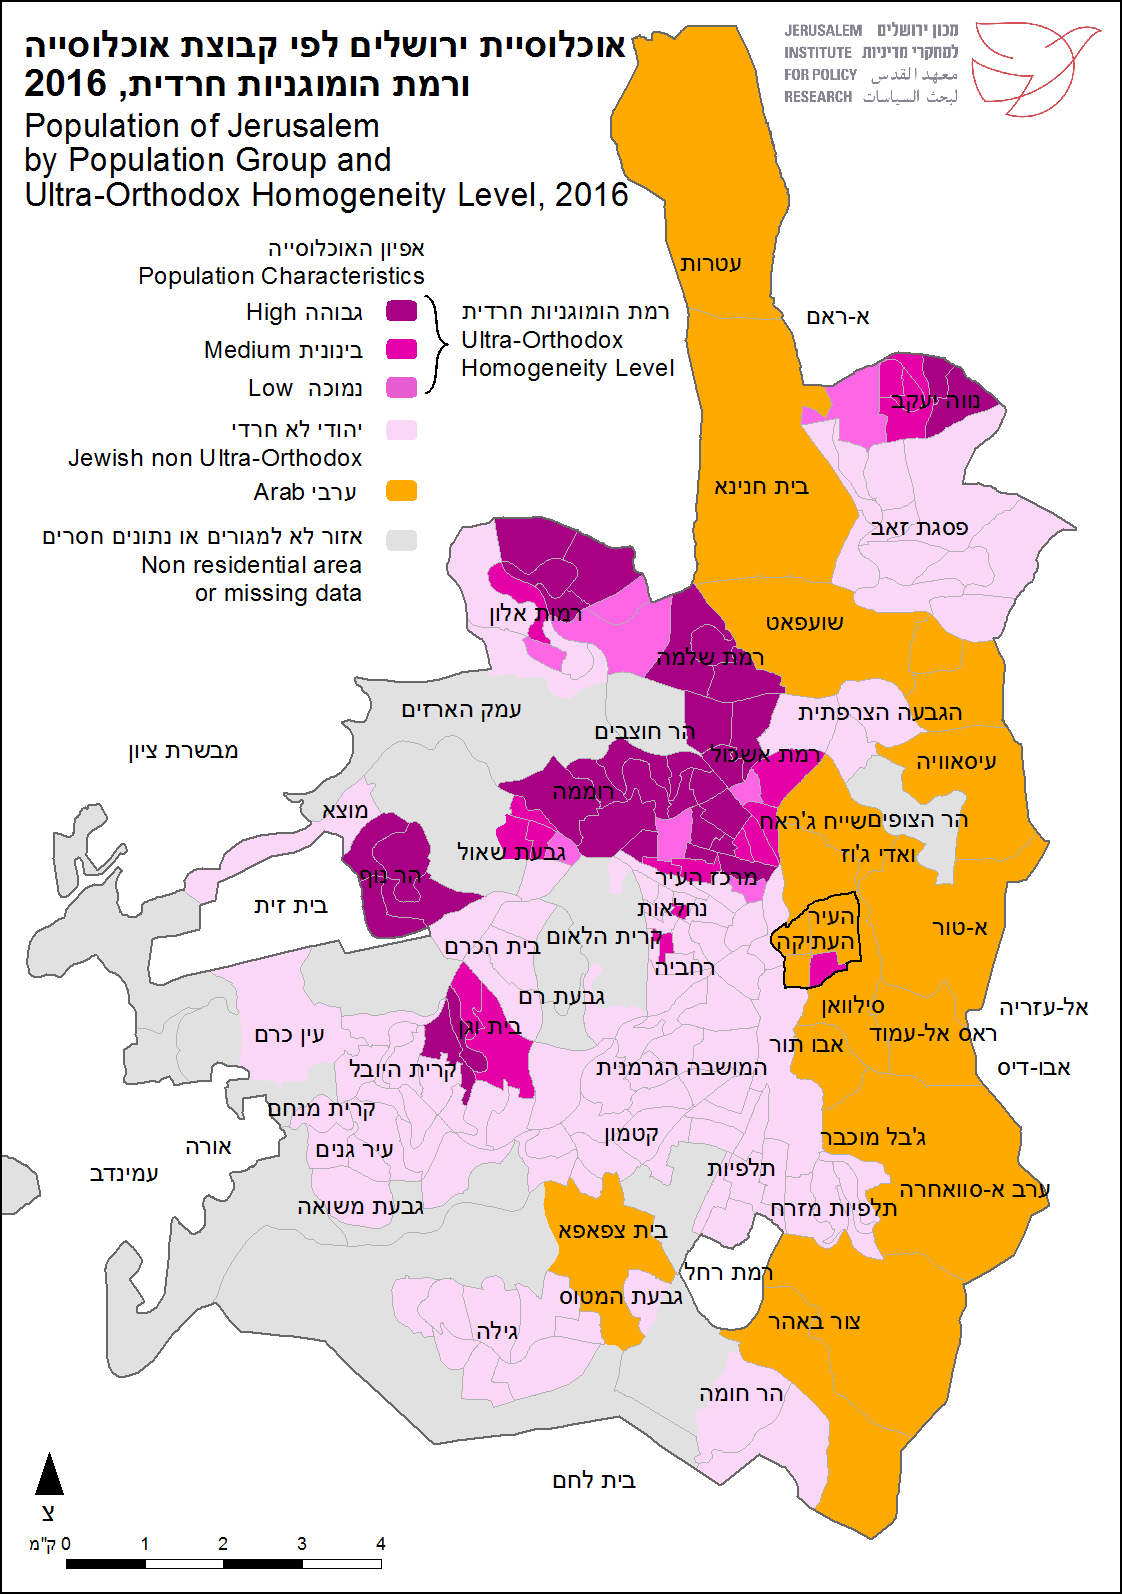 אוכלוסיית ירושלים לפי קבוצת אוכלוסייה
ורמת הומוגניות חרדית, 2016
Population of Jerusalem
by Population Group and
Ultra-Orthodox Homogeneity Level, 2016
JERUSALEM מכון ירושלים
INSTITUTE למחקרי מדיניות
FOR POLICY معهد القدس
RESEARCH لبحث السياسات
אפיון האוכלוסייה
Population Characteristics
High גבוהה
Medium בינונית
Low נמוכה
רמת הומוגניות חרדית
Ultra-Orthodox
Homogeneity Level
יהודי לא חרדי
Jewish non Ultra-Orthodox
Arab ערבי
אזור לא למגורים או נתונים חסרים
Non residential area
or missing data
עטרות
א-ראם
נווה יעקב
בית חנינא
פסגת זאב
רמות אלון
שועפאט
רמת שלמה
עמק הארזים
הר חוצבים
הגבעה הצרפתית
מבשרת ציון
רמת אשכול
עיסאוויה
רוממה
מוצא
שייח ג'ראח
הר הצופים
גבעת שאול
ואדי ג'וז
הר נוף
מרכז העיר
בית זית
נחלאות
העיר
העתיקה
א-טור
קרית הלאום
בית הכרם
רחביה
גבעת רם
סילוואן
אל-עזריה
בית וגן
עין כרם
אבו תור
ראס אל-עמוד
קרית היובל
המושבה הגרמנית
אבו-דיס
קרית מנחם
קטמון
ג'בל מוכבר
אורה
עיר גנים
עמינדב
תלפיות
ערב א-סוואחרה
גבעת משואה
תלפיות מזרח
בית צפאפא
רמת רחל
גבעת המטוס
צור באהר
גילה
הר חומה
בית לחם
צ
ק"מ 0 1 2 3 4